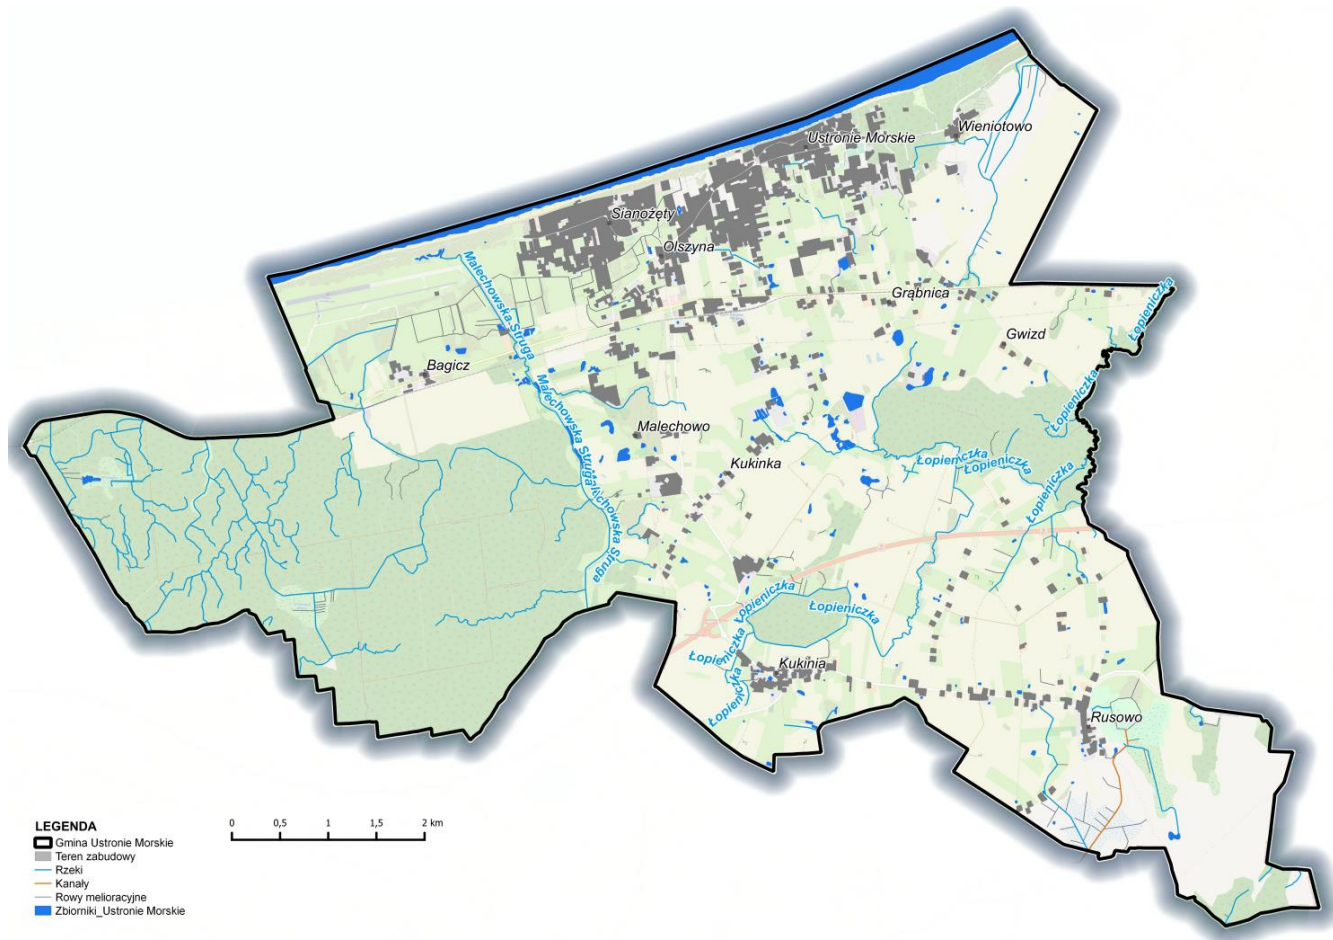 Wieniotowo
Ustronie Morskie
Sianożęty
Olszyna
Malechowska Struga
Grąbnica
Łopieniczka
Gwizd
Bagicz
Malechowska Struga
Łopieniczka
Malechowo
Kukinka
Łopieniczka
Łopieniczka
Łopieniczka
Malechowska Struga
Łopieniczka
Łopieniczka
Łopieniczka
Kukinia
Łopieniczka
Rusowo
LEGENDA
Gmina Ustronie Morskie
Teren zabudowy
Rzeki
Kanały
Rowy melioracyjne
Zbiorniki_Ustronie Morskie
0 0,5 1 1,5 2 km